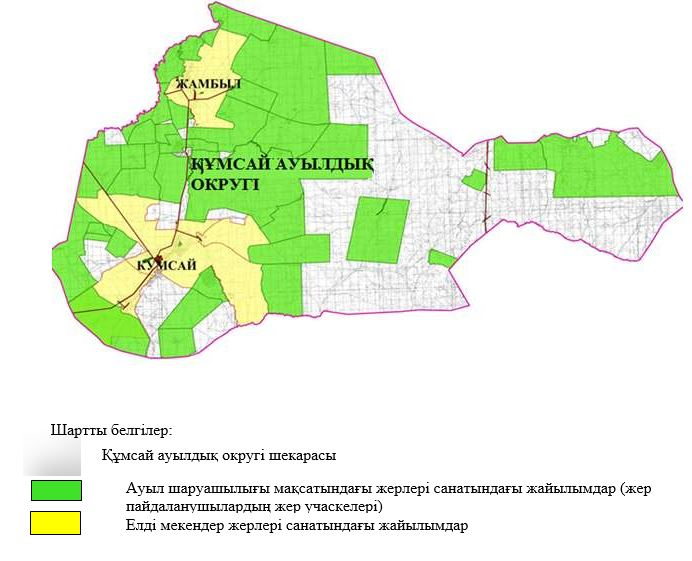 ЖАМБЫЛ
ҚҰМСАЙ АУЫЛДЫҚ
ОКРУГІ
КУМСАЙ
Шартты белгілер:
Құмсай ауылдық округі шекарасы
Ауыл шаруашылығы мақсатындағы жерлері санатындағы жайылымдар (жер
пайдаланушылардың жер учаскелері)
Елді мекендер жерлері санатындағы жайылымдар